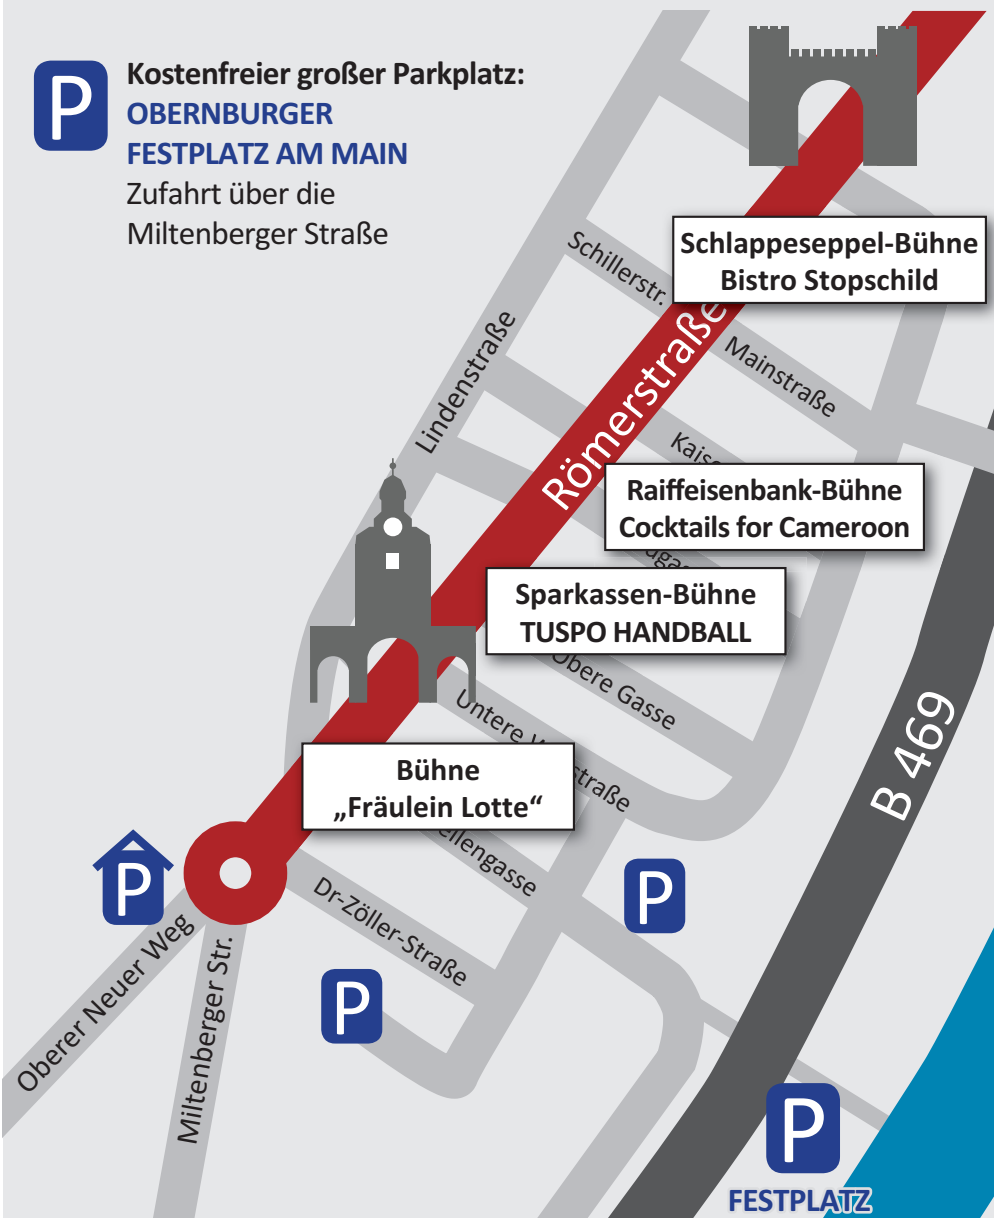 P
Kostenfreier großer Parkplatz:
OBERNBURGER
FESTPLATZ AM MAIN
Zufahrt über die
Miltenberger Straße
Schlappeseppel-Bühne
Bistro Stopschild
Schillerstr.
Mainstraße
Lindenstraße
Römerstraße
Raiffeisenbank-Bühne
Cocktails for Cameroon
Sparkassen-Bühne
TUSPO HANDBALL
Obere Gasse
Untere
straße
B 469
Bühne
„Fräulein Lotte“
Dr-Zöller-Straße
P
P
P
Oberer Neuer Weg
Miltenberger Str.
P
FESTPLATZ